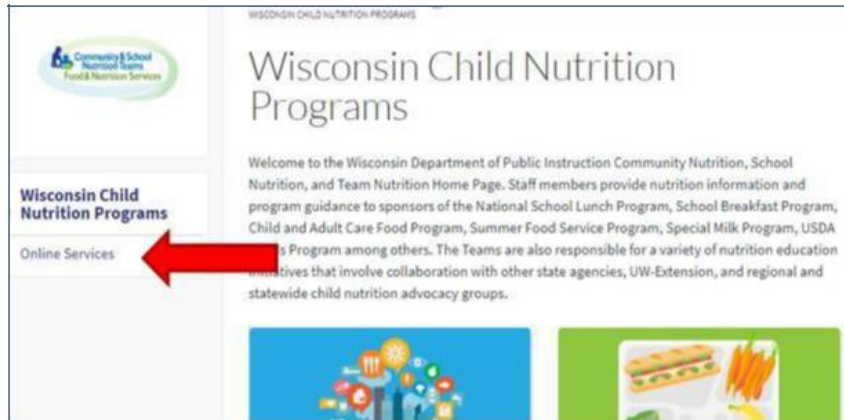 WISCONSIN CHILD NUTRITION PROGRAMS
Community & School
Nutrition Teams
Food & Nutrition Services
Wisconsin Child Nutrition
Programs
Welcome to the Wisconsin Department of Public Instruction Community Nutrition, School
Nutrition, and Team Nutrition Home Page. Staff members provide nutrition information and
program guidance to sponsors of the National School Lunch Program, School Breakfast Program,
Child and Adult Care Food Program, Summer Food Service Program, Special Milk Program, USDA
Program among others. The Teams are also responsible for a variety of nutrition education
that involve collaboration with other state agencies, UW-Extension, and regional and
statewide child nutrition advocacy groups.
Wisconsin Child
Nutrition Programs
Online Services